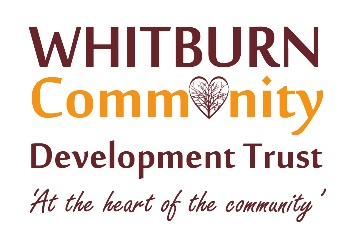 WHITBURN
Community
Development Trust
'At the heart of the community'